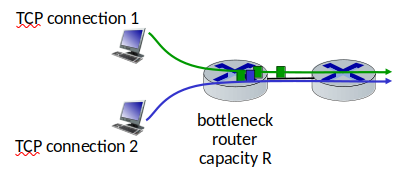 TCP connection 1
bottleneck
router
capacity R
TCP connection 2